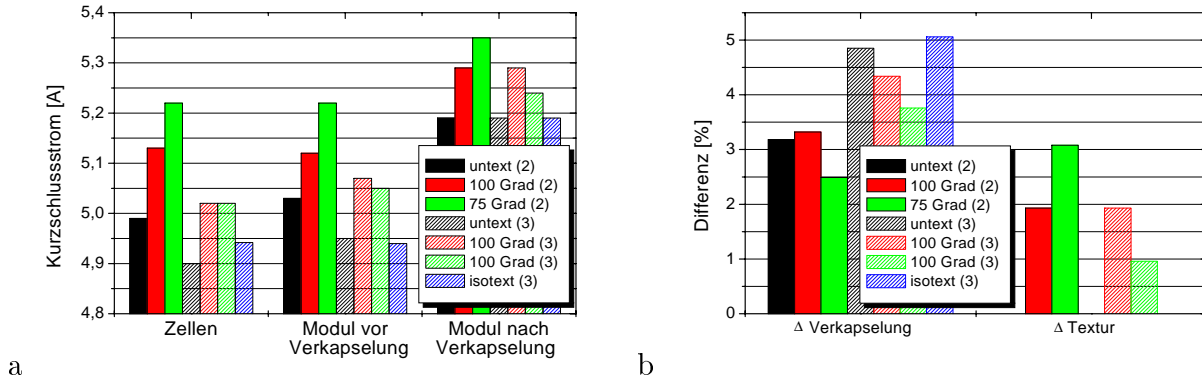 5,4
5,3
5,2
5,1
5,0
4,9
4,8
Kurzschlussstrom [A]
untext (2)
100 Grad (2)
75 Grad (2)
untext (3)
100 Grad (3)
100 Grad (3)
isotext (3)
Zellen
Modul vor
Verkapselung
Modul nach
Verkapselung
a
5
4
3
2
1
0
Differenz [%]
untext (2)
100 Grad (2)
75 Grad (2)
untext (3)
100 Grad (3)
100 Grad (3)
isotext (3)
Δ Verkapselung
Δ Textur
b